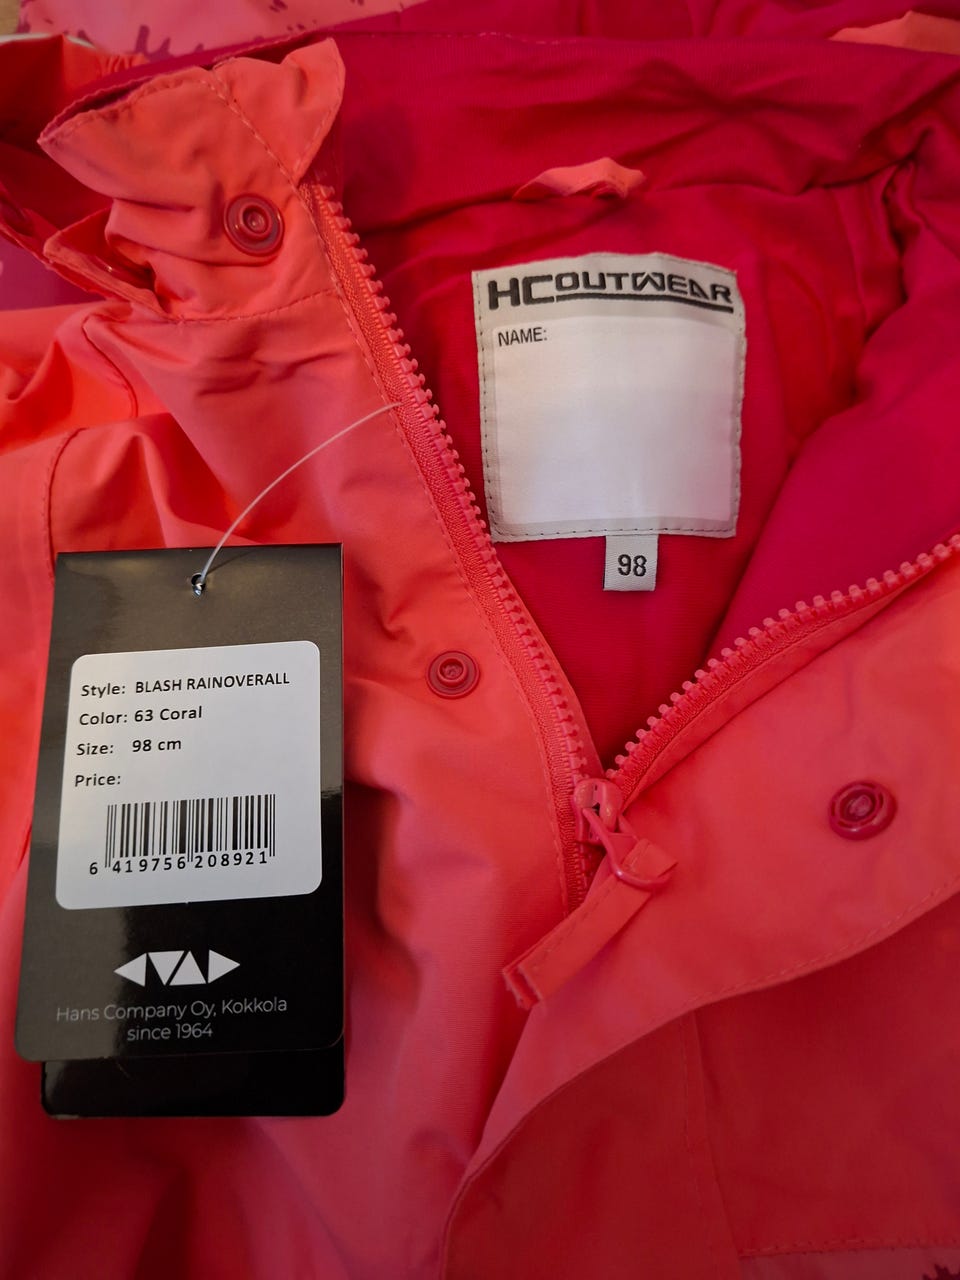 HCOUTWEAR
NAME:
98
Style: BLASH RAINOVERALL
Color: 63 Coral
Size: 98 cm
Price:
6 419756 208921
Hans Company Oy, Kokkola
since 1964